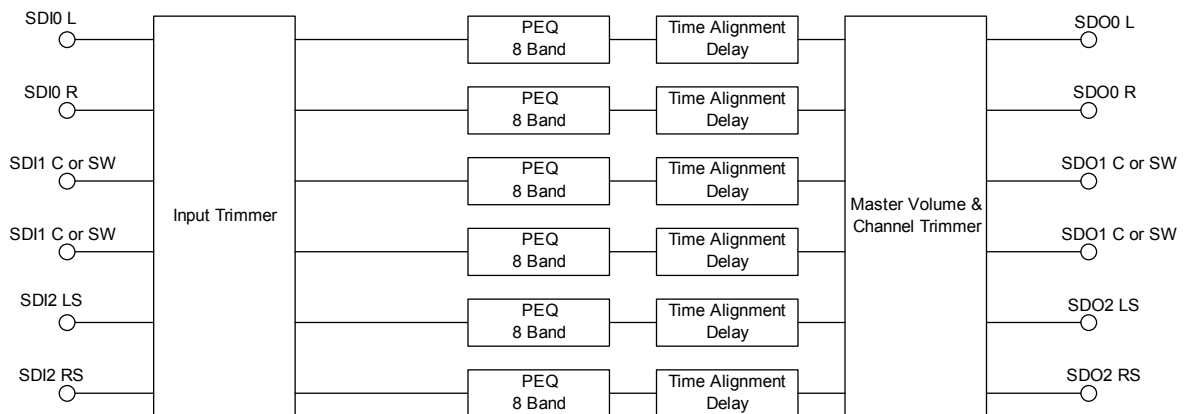 SDI0 L
PEQ
8 Band
Time Alignment
Delay
SDO0 L
SDI0 R
PEQ
8 Band
Time Alignment
Delay
SDO0 R
SDI1 C or SW
PEQ
8 Band
Time Alignment
Delay
SDO1 C or SW
Input Trimmer
Master Volume &
Channel Trimmer
SDI1 C or SW
PEQ
8 Band
Time Alignment
Delay
SDO1 C or SW
SDI2 LS
PEQ
8 Band
Time Alignment
Delay
SDO2 LS
SDI2 RS
PEQ
8 Band
Time Alignment
Delay
SDO2 RS